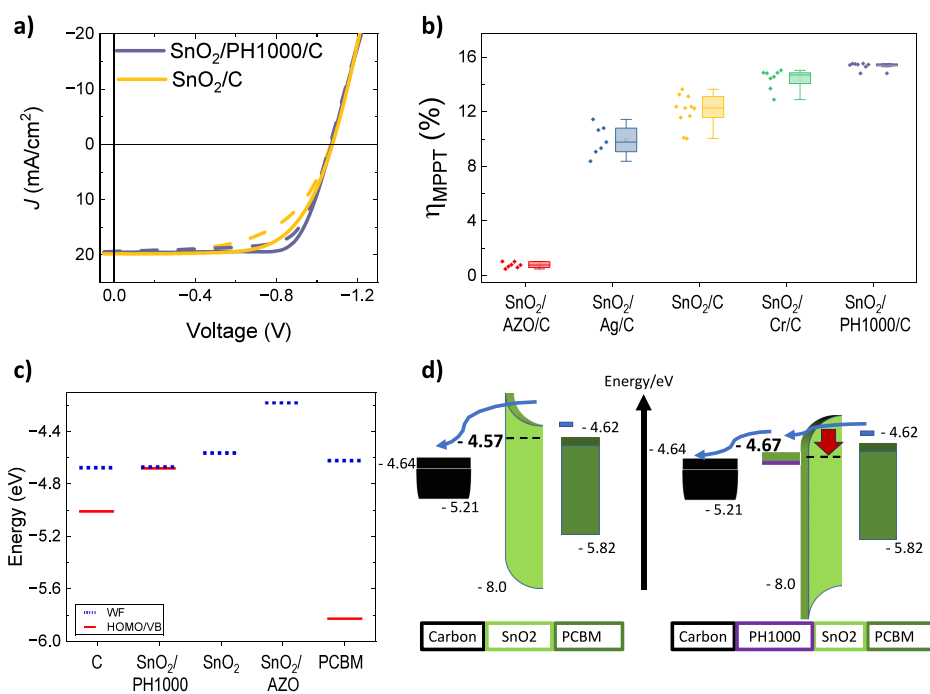 a)
−20
−10
0
10
20
J (mA/cm²)
SnO₂/PH1000/C
SnO₂/C
0.0
−0.4
−0.8
−1.2
Voltage (V)
b)
16
12
8
4
0
ηMPPT (%)
SnO₂/
AZO/C
SnO₂/
Ag/C
SnO₂/C
SnO₂/
Cr/C
SnO₂/
PH1000/C
c)
−4.4
−4.8
−5.2
−5.6
−6.0
Energy (eV)
WF
HOMO/VB
C
SnO₂/
PH1000
SnO₂
SnO₂/
AZO
PCBM
d)
Energy/eV
- 4.57
- 4.62
- 4.64
- 5.21
- 5.82
- 8.0
Carbon
SnO2
PCBM
- 4.67
- 4.62
- 4.64
- 5.21
- 5.82
- 8.0
Carbon
PH1000
SnO2
PCBM